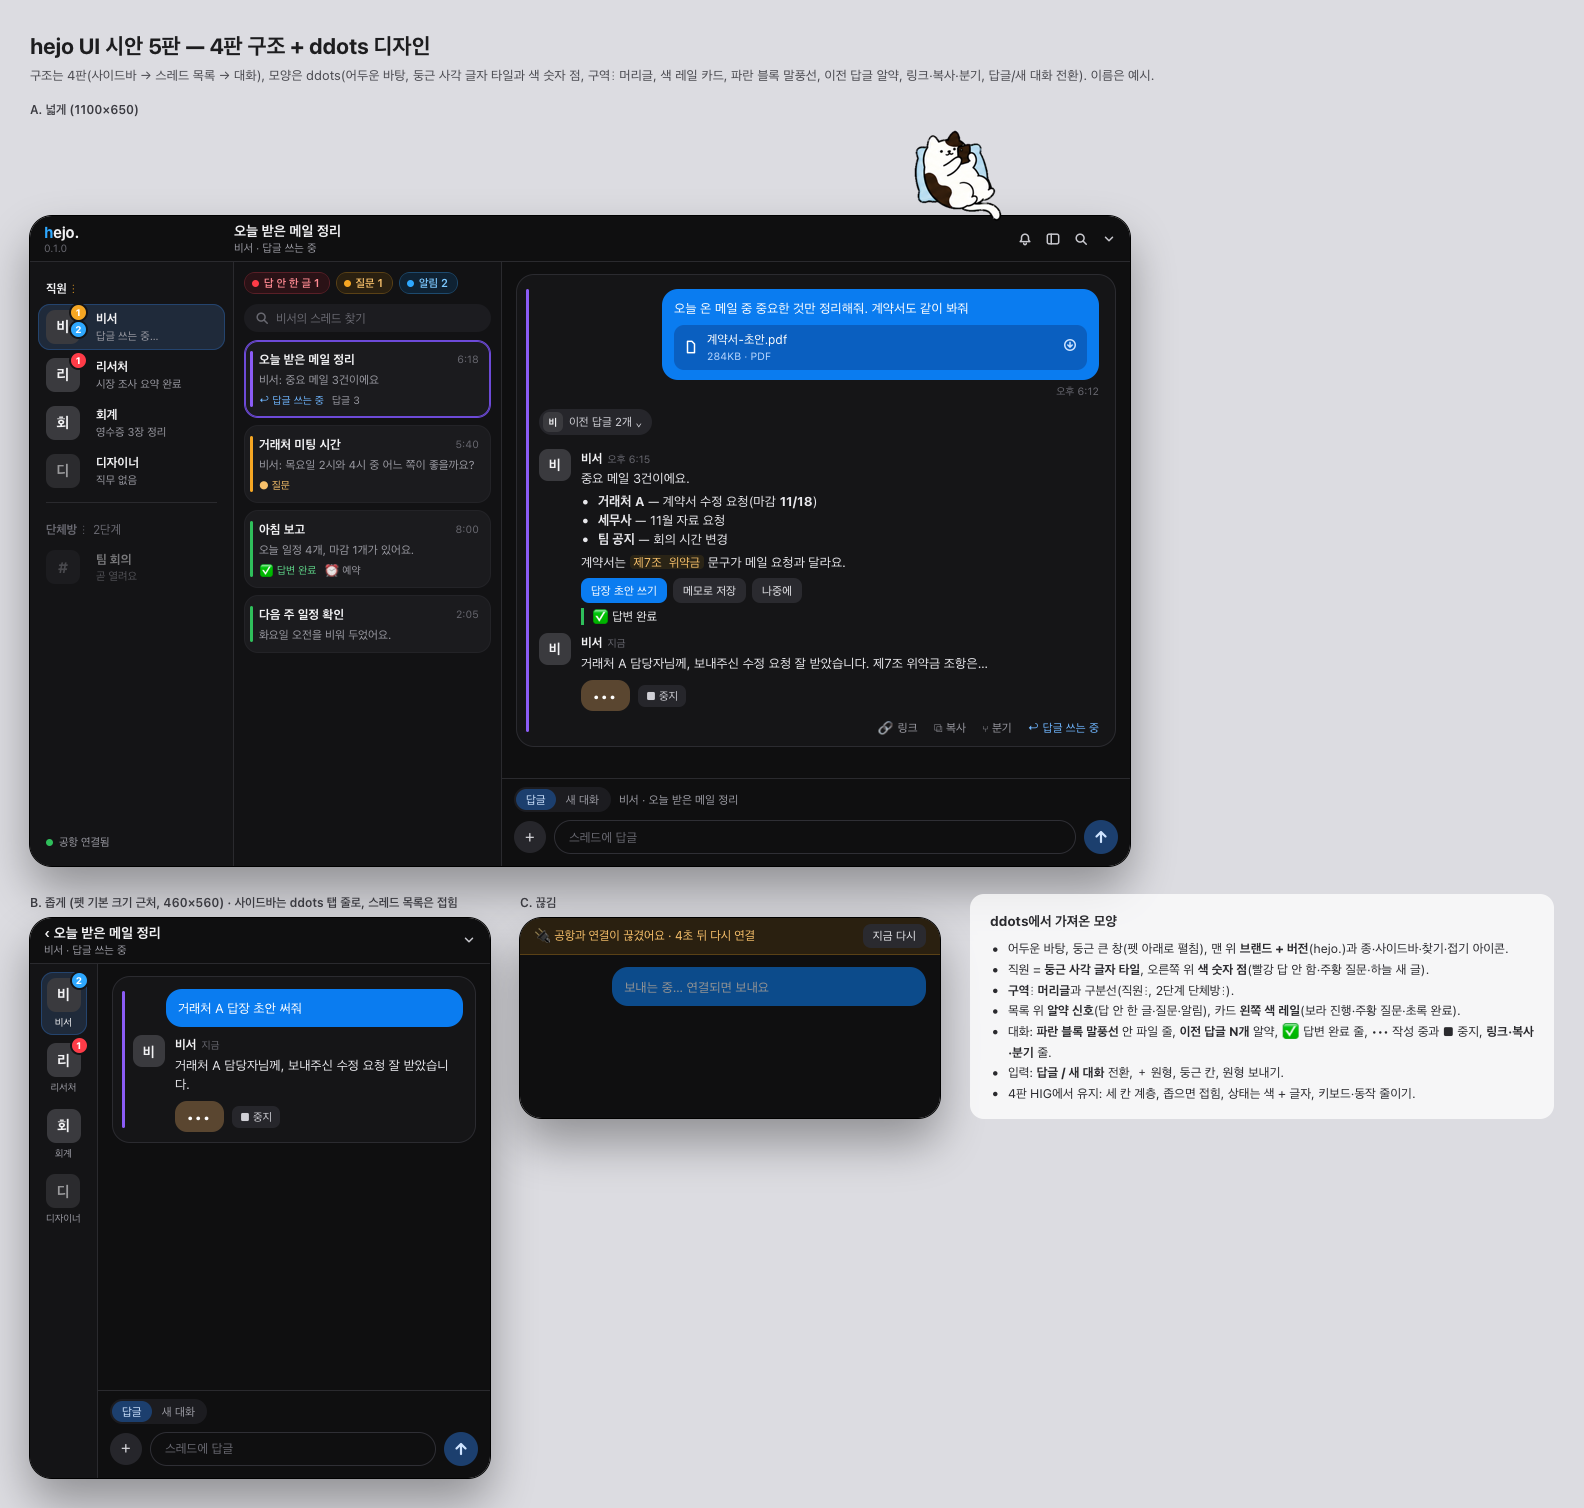 hejo UI 시안 5판 — 4판 구조 + ddots 디자인
구조는 4판(사이드바 → 스레드 목록 → 대화), 모양은 ddots(어두운 바탕, 둥근 사각 글자 타일과 색 숫자 점, 구역⋮ 머리글, 색 레일 카드, 파란 블록 말풍선, 이전 답글 알약, 링크·복사·분기, 답글/새 대화 전환). 이름은 예시.
A. 넓게 (1100×650)
hejo.
0.1.0
오늘 받은 메일 정리
비서 · 답글 쓰는 중
직원 ⋮
비
1
2
비서
답글 쓰는 중…
리
1
리서처
시장 조사 요약 완료
회
회계
영수증 3장 정리
디
디자이너
직무 없음
단체방 ⋮ 2단계
#
팀 회의
곧 열려요
공항 연결됨
답 안 한 글 1
질문 1
알림 2
비서의 스레드 찾기
오늘 받은 메일 정리 6:18
비서: 중요 메일 3건이에요
↩ 답글 쓰는 중 답글 3
거래처 미팅 시간 5:40
비서: 목요일 2시와 4시 중 어느 쪽이 좋을까요?
질문
아침 보고 8:00
오늘 일정 4개, 마감 1개가 있어요.
✅ 답변 완료 ⏰ 예약
다음 주 일정 확인 2:05
화요일 오전을 비워 두었어요.
오늘 온 메일 중 중요한 것만 정리해줘. 계약서도 같이 봐줘
계약서-초안.pdf
284KB · PDF
오후 6:12
비 이전 답글 2개 ⌄
비
비서 오후 6:15
중요 메일 3건이에요.
• 거래처 A — 계약서 수정 요청(마감 11/18)
• 세무사 — 11월 자료 요청
• 팀 공지 — 회의 시간 변경
계약서는 제7조 위약금 문구가 메일 요청과 달라요.
답장 초안 쓰기 메모로 저장 나중에
✅ 답변 완료
비
비서 지금
거래처 A 담당자님께, 보내주신 수정 요청 잘 받았습니다. 제7조 위약금 조항은…
••• ■ 중지
🔗 링크 ⧉ 복사 ⑂ 분기 ↩ 답글 쓰는 중
답글 새 대화 비서 · 오늘 받은 메일 정리
+ 스레드에 답글
B. 좁게 (펫 기본 크기 근처, 460×560) · 사이드바는 ddots 탭 줄로, 스레드 목록은 접힘
‹ 오늘 받은 메일 정리
비서 · 답글 쓰는 중
비
2
비서
리
1
리서처
회
회계
디
디자이너
거래처 A 답장 초안 써줘
비
비서 지금
거래처 A 담당자님께, 보내주신 수정 요청 잘 받았습니
다.
••• ■ 중지
답글 새 대화
+ 스레드에 답글
C. 끊김
🔌 공항과 연결이 끊겼어요 · 4초 뒤 다시 연결 지금 다시
보내는 중… 연결되면 보내요
ddots에서 가져온 모양
• 어두운 바탕, 둥근 큰 창(펫 아래로 펼침), 맨 위 브랜드 + 버전(hejo.)과 종·사이드바·찾기·접기 아이콘.
• 직원 = 둥근 사각 글자 타일, 오른쪽 위 색 숫자 점(빨강 답 안 함·주황 질문·하늘 새 글).
• 구역⋮ 머리글과 구분선(직원⋮, 2단계 단체방⋮).
• 목록 위 알약 신호(답 안 한 글·질문·알림), 카드 왼쪽 색 레일(보라 진행·주황 질문·초록 완료).
• 대화: 파란 블록 말풍선 안 파일 줄, 이전 답글 N개 알약, ✅ 답변 완료 줄, ••• 작성 중과 ■ 중지, 링크·복사
·분기 줄.
• 입력: 답글 / 새 대화 전환, + 원형, 둥근 칸, 원형 보내기.
• 4판 HIG에서 유지: 세 칸 계층, 좁으면 접힘, 상태는 색 + 글자, 키보드·동작 줄이기.